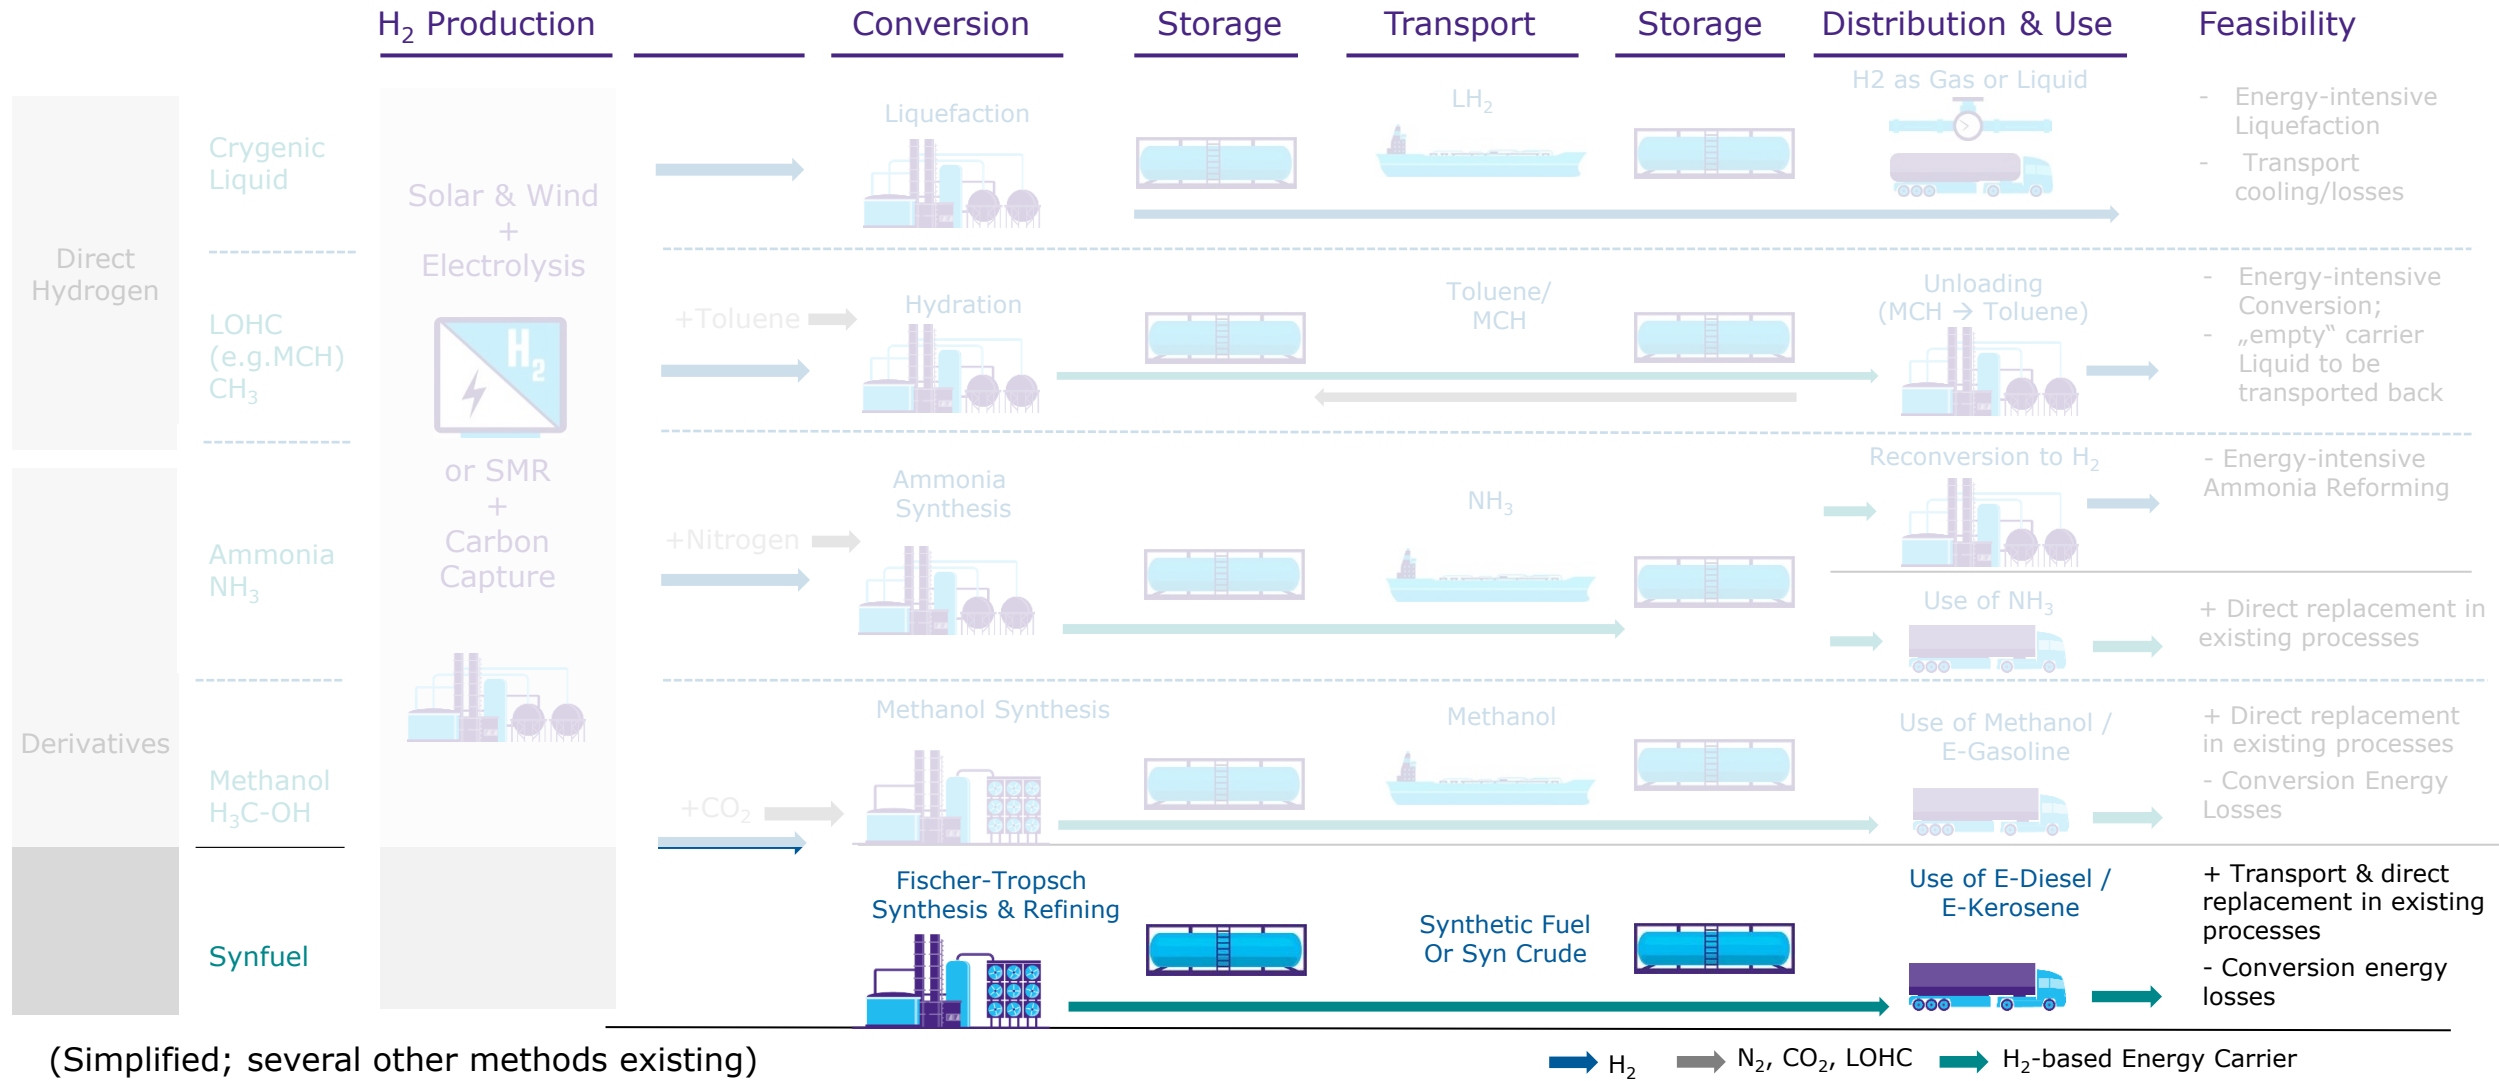 H2 Production
Conversion
Storage
Transport
Storage
Distribution & Use
Feasibility
Direct
Hydrogen
Derivatives
Solar & Wind
+
Electrolysis
H2
or SMR
+
Carbon
Capture
Crygenic
Liquid
Liquefaction
LH2
H2 as Gas or Liquid
- Energy-intensive
Liquefaction
- Transport
cooling/losses
LOHC
(e.g.MCH)
CH3
+Toluene
Hydration
Toluene/
MCH
Unloading
(MCH → Toluene)
- Energy-intensive
Conversion;
- „empty“ carrier
Liquid to be
transported back
Ammonia
NH3
+Nitrogen
Ammonia
Synthesis
NH3
Reconversion to H2
- Energy-intensive
Ammonia Reforming
Use of NH3
+ Direct replacement in
existing processes
Methanol
H3C-OH
+CO2
Methanol Synthesis
Methanol
Use of Methanol /
E-Gasoline
+ Direct replacement
in existing processes
- Conversion Energy
Losses
Synfuel
Fischer-Tropsch
Synthesis & Refining
Synthetic Fuel
Or Syn Crude
Use of E-Diesel /
E-Kerosene
+ Transport & direct
replacement in existing
processes
- Conversion energy
losses
(Simplified; several other methods existing)
H2
N2, CO2, LOHC
H2-based Energy Carrier